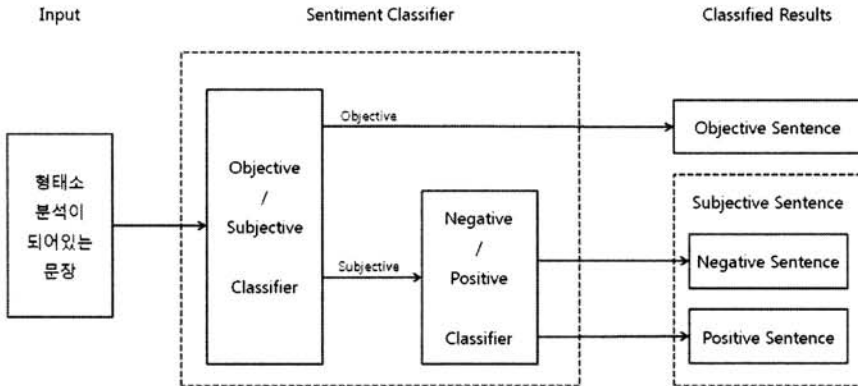 Input
Sentiment Classifier
Classified Results
형태소
분석이
되어있는
문장
Objective
/
Subjective
Classifier
Objective
Subjective
Negative
/
Positive
Classifier
Objective Sentence
Subjective Sentence
Negative Sentence
Positive Sentence